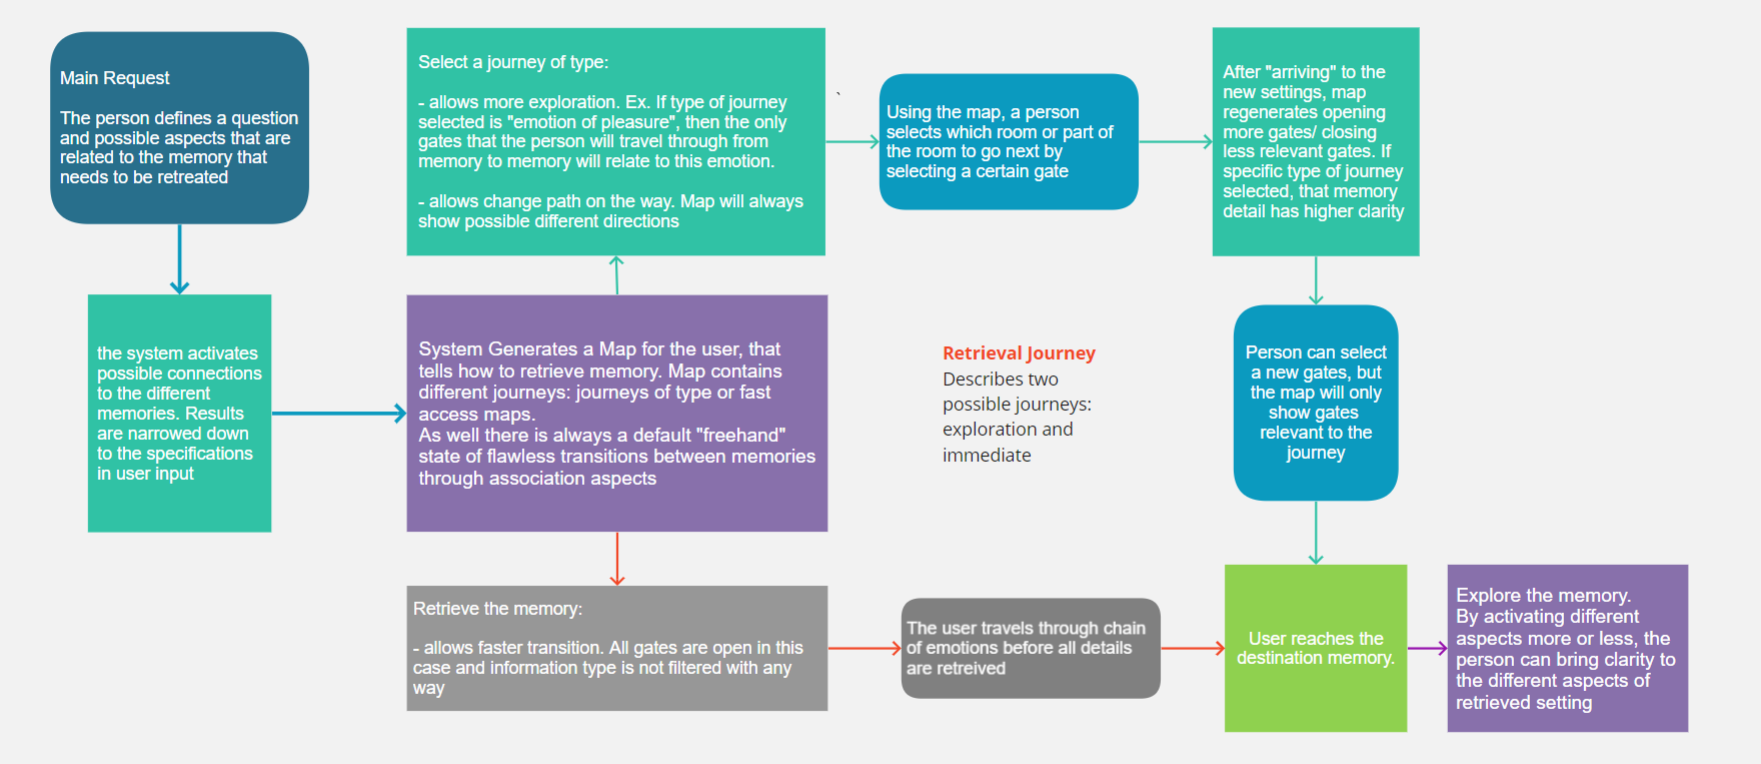 Main Request
The person defines a question
and possible aspects that are
related to the memory that
needs to be retreated
the system activates
possible connections
to the different
memories. Results
are narrowed down
to the specifications
in user input
Select a journey of type:
- allows more exploration. Ex. If type of journey
selected is "emotion of pleasure", then the only
gates that the person will travel through from
memory to memory will relate to this emotion.
- allows change path on the way. Map will always
show possible different directions
System Generates a Map for the user, that
tells how to retrieve memory. Map contains
different journeys: journeys of type or fast
access maps.
As well there is always a default "freehand"
state of flawless transitions between memories
through association aspects
Retrieve the memory:
- allows faster transition. All gates are open in this
case and information type is not filtered with any
way
`
Using the map, a person
selects which room or part of
the room to go next by
selecting a certain gate
After "arriving" to the
new settings, map
regenerates opening
more gates/ closing
less relevant gates. If
specific type of journey
selected, that memory
detail has higher clarity
Retrieval Journey
Describes two
possible journeys:
exploration and
immediate
Person can select
a new gates, but
the map will only
show gates
relevant to the
journey
The user travels through chain
of emotions before all details
are retreived
User reaches the
destination memory.
Explore the memory.
By activating different
aspects more or less, the
person can bring clarity to
the different aspects of
retrieved setting